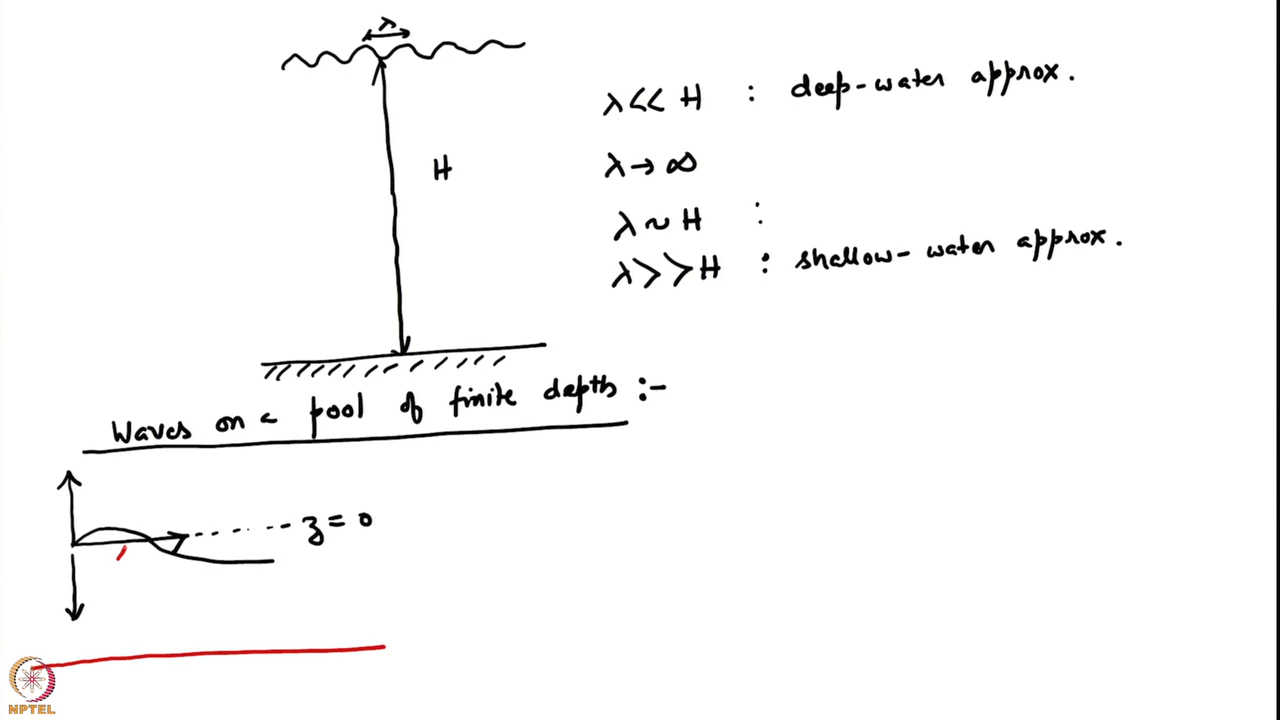 λ
H
λ << H : deep-water approx.
λ → ∞
λ ~ H :
λ >> H : shallow-water approx.
Waves on a pool of finite depth :-
z = 0
NPTEL